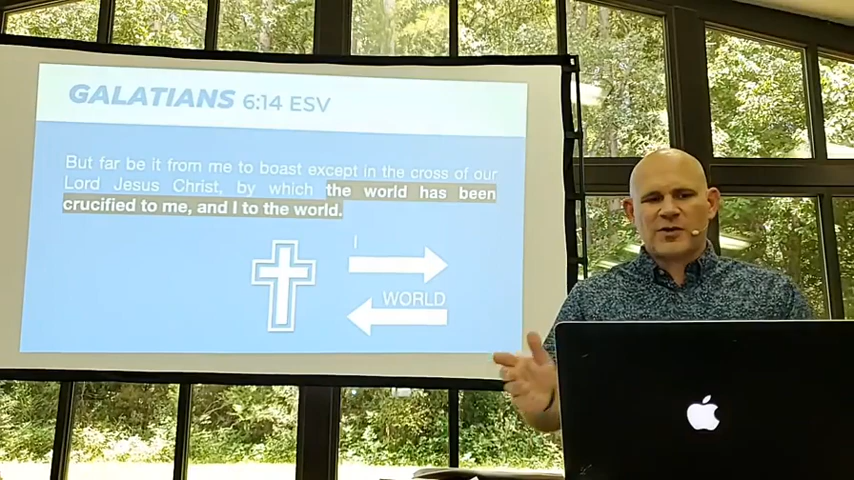 GALATIANS 6:14 ESV
But far be it from me to boast except in the cross of our
Lord Jesus Christ, by which the world has been
crucified to me, and I to the world.
I
WORLD